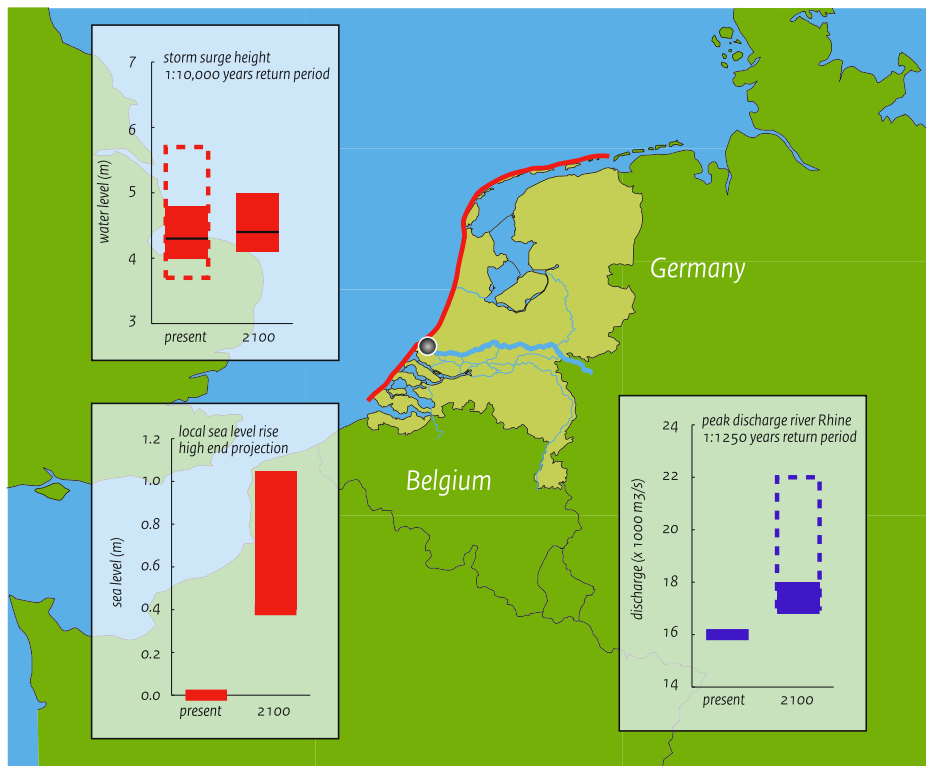 storm surge height
1:10,000 years return period
water level (m)
7
6
5
4
3
present
2100
Germany
Belgium
local sea level rise
high end projection
sea level (m)
1.2
1.0
0.8
0.6
0.4
0.2
0.0
present
2100
peak discharge river Rhine
1:1250 years return period
discharge (x 1000 m3/s)
24
22
20
18
16
14
present
2100